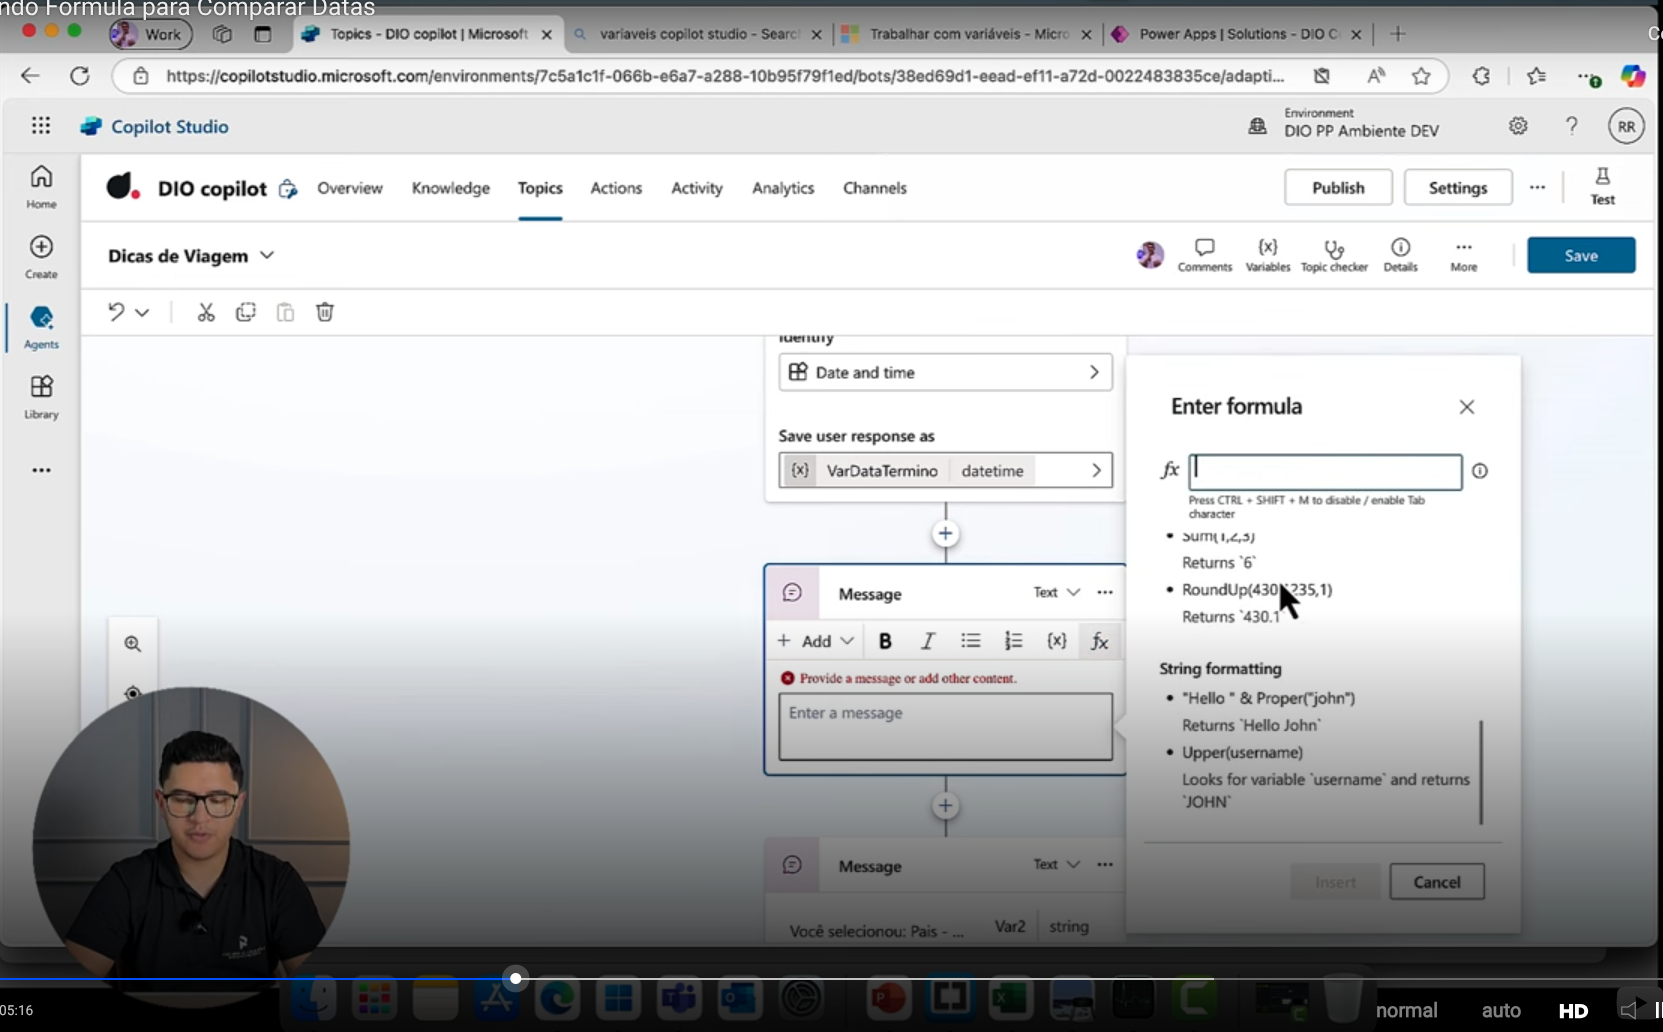 ndo Fórmula para Comparar Datas
Work
Topics - DIO copilot | Microsoft
variaveis copilot studio - Searc
Trabalhar com variáveis - Micro
Power Apps | Solutions - DIO C
https://copilotstudio.microsoft.com/environments/7c5a1c1f-066b-e6a7-a288-10b95f79f1ed/bots/38ed69d1-eead-ef11-a72d-0022483835ce/adapti...
Copilot Studio
Environment
DIO PP Ambiente DEV
RR
Home
Create
Agents
Library
DIO copilot
Overview
Knowledge
Topics
Actions
Activity
Analytics
Channels
Publish
Settings
Test
Dicas de Viagem
Comments
Variables
Topic checker
Details
More
Save
Identify
Date and time
Save user response as
{x} VarDataTermino datetime
Message
Text
+ Add B I {x} fx
Provide a message or add other content.
Enter a message
Message
Text
Você selecionou: Pais - ... Var2 string
Enter formula
fx
Press CTRL + SHIFT + M to disable / enable Tab
character
• Sum(1,2,3)
Returns `6`
• RoundUp(430 235,1)
Returns `430.1
String formatting
• "Hello " & Proper("john")
Returns `Hello John`
• Upper(username)
Looks for variable `username` and returns
`JOHN`
Insert
Cancel
05:16
normal
auto
HD